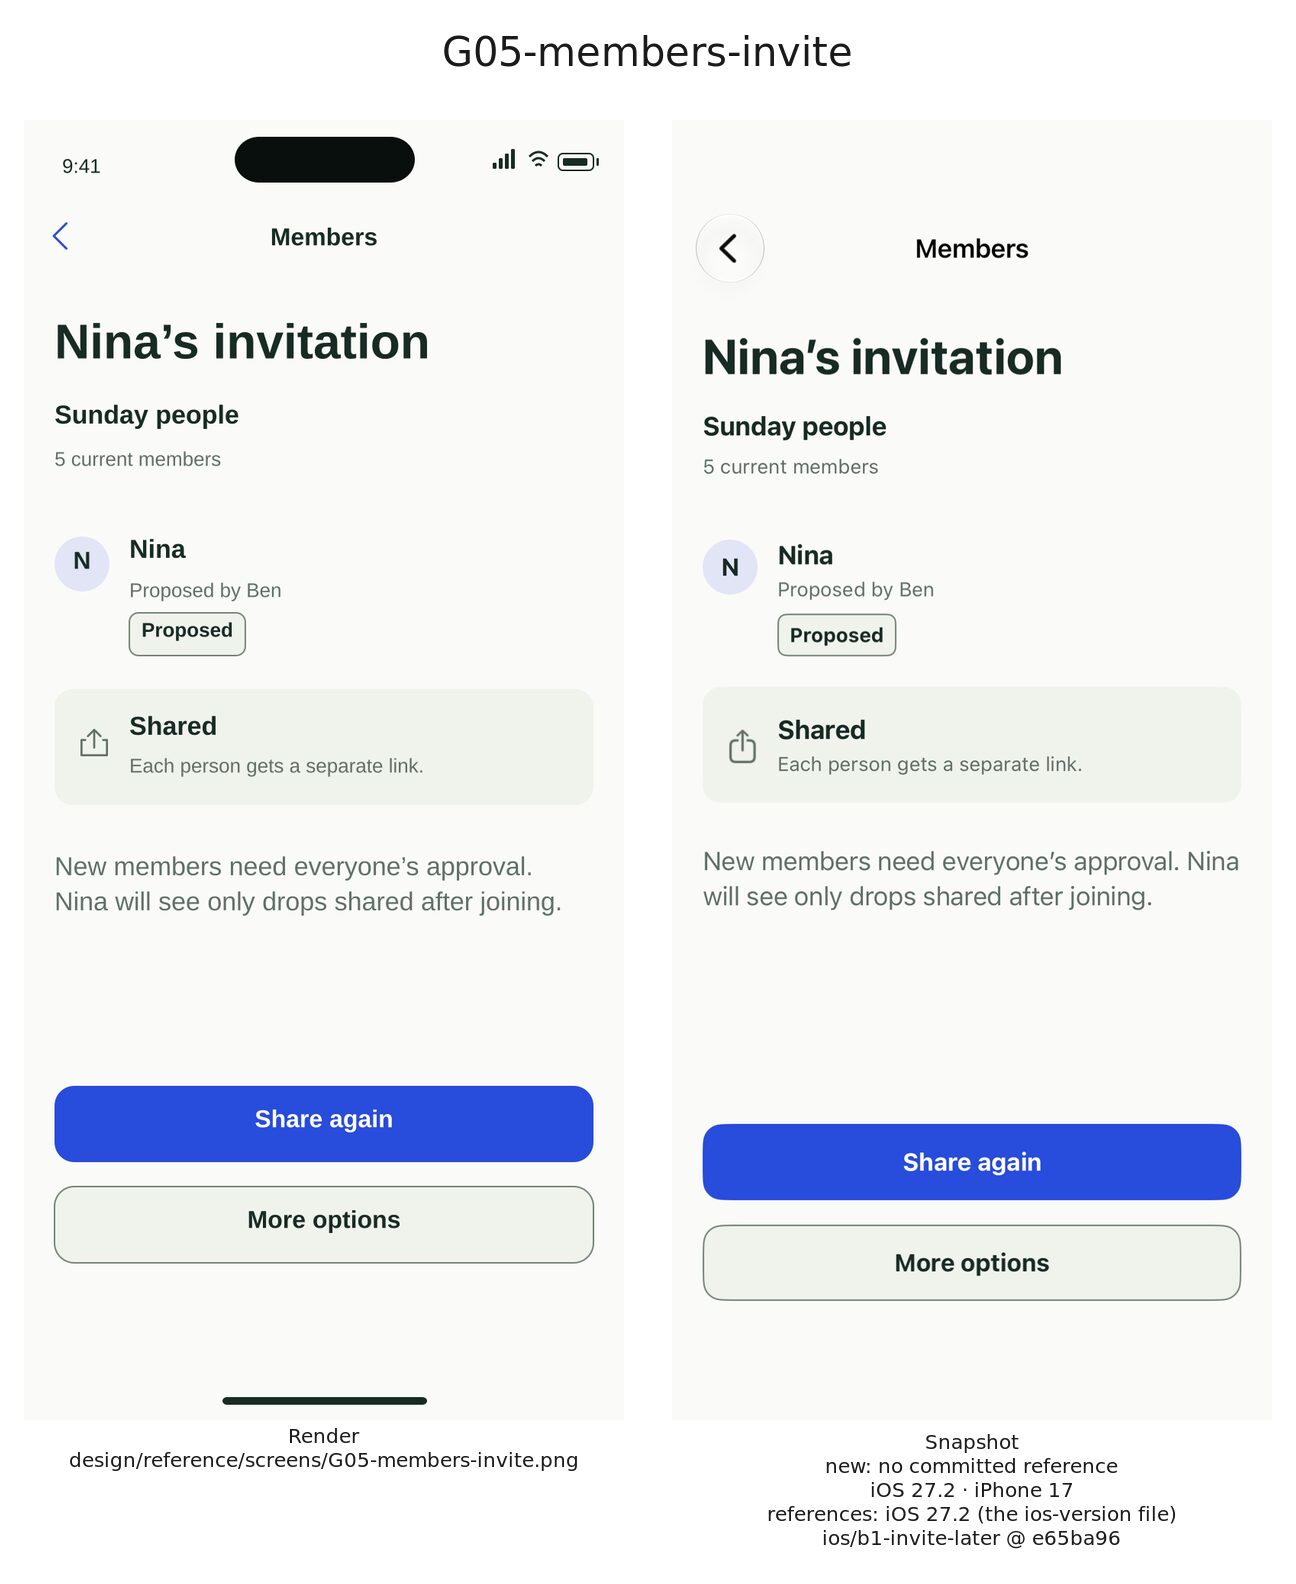 G05-members-invite
9:41
Members
Nina’s invitation
Sunday people
5 current members
N
Nina
Proposed by Ben
Proposed
Shared
Each person gets a separate link.
New members need everyone’s approval.
Nina will see only drops shared after joining.
Share again
More options
Render
design/reference/screens/G05-members-invite.png
Members
Nina’s invitation
Sunday people
5 current members
N
Nina
Proposed by Ben
Proposed
Shared
Each person gets a separate link.
New members need everyone’s approval. Nina
will see only drops shared after joining.
Share again
More options
Snapshot
new: no committed reference
iOS 27.2 · iPhone 17
references: iOS 27.2 (the ios-version file)
ios/b1-invite-later @ e65ba96